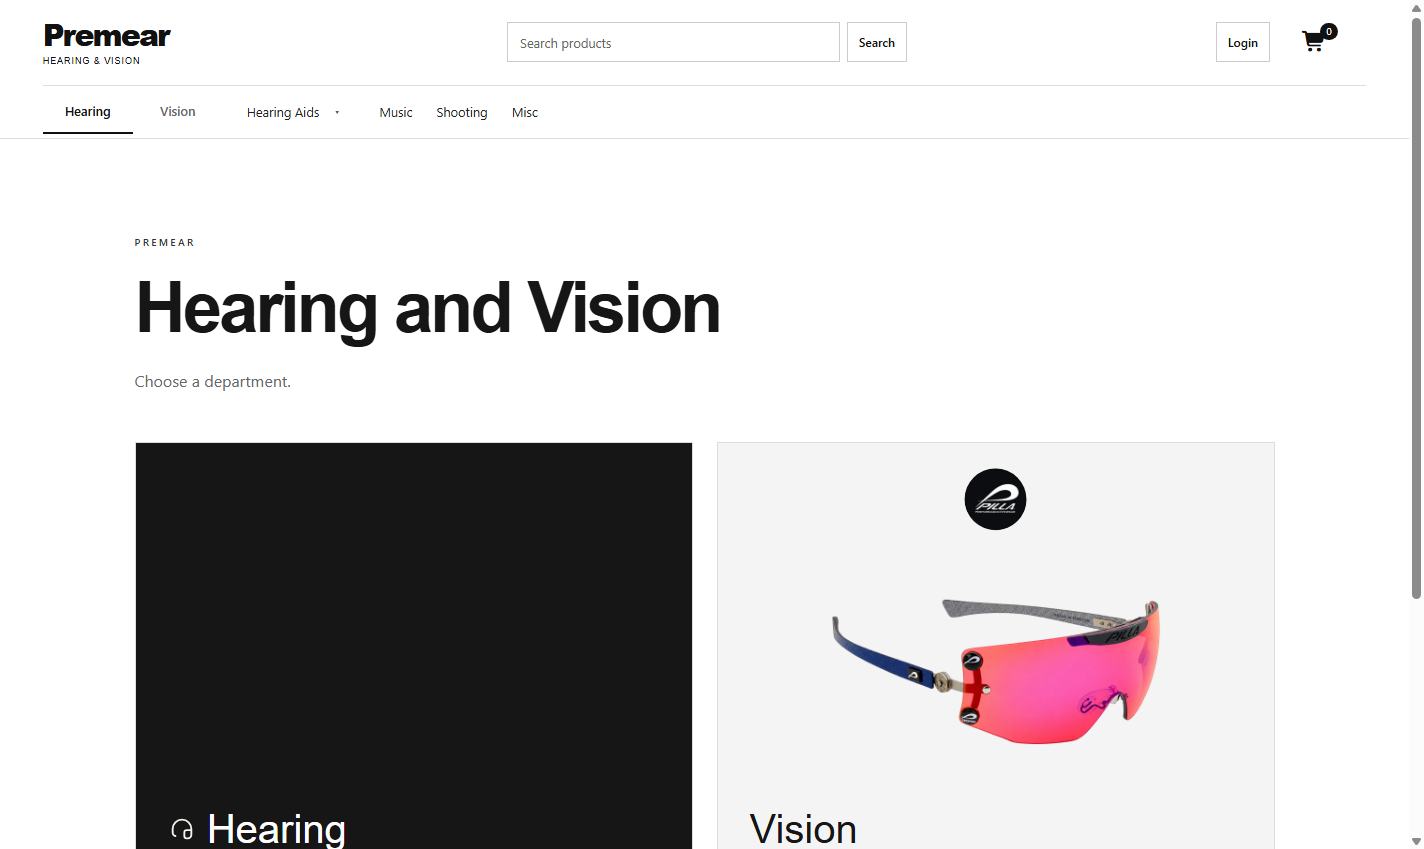 Premear
HEARING & VISION
Search products
Search
Login
0
Hearing
Vision
Hearing Aids
Music
Shooting
Misc
PREMEAR
Hearing and Vision
Choose a department.
PILLA
PILLA
Hearing
Vision